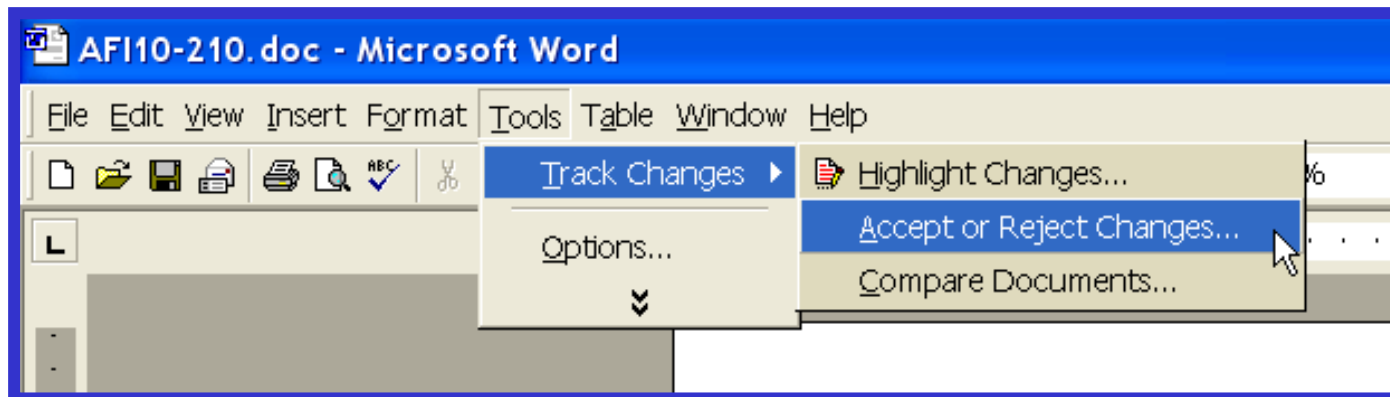 AFI10-210.doc - Microsoft Word
File Edit View Insert Format Tools Table Window Help
ABC
Track Changes
Highlight Changes...
%
Accept or Reject Changes...
Options...
Compare Documents...